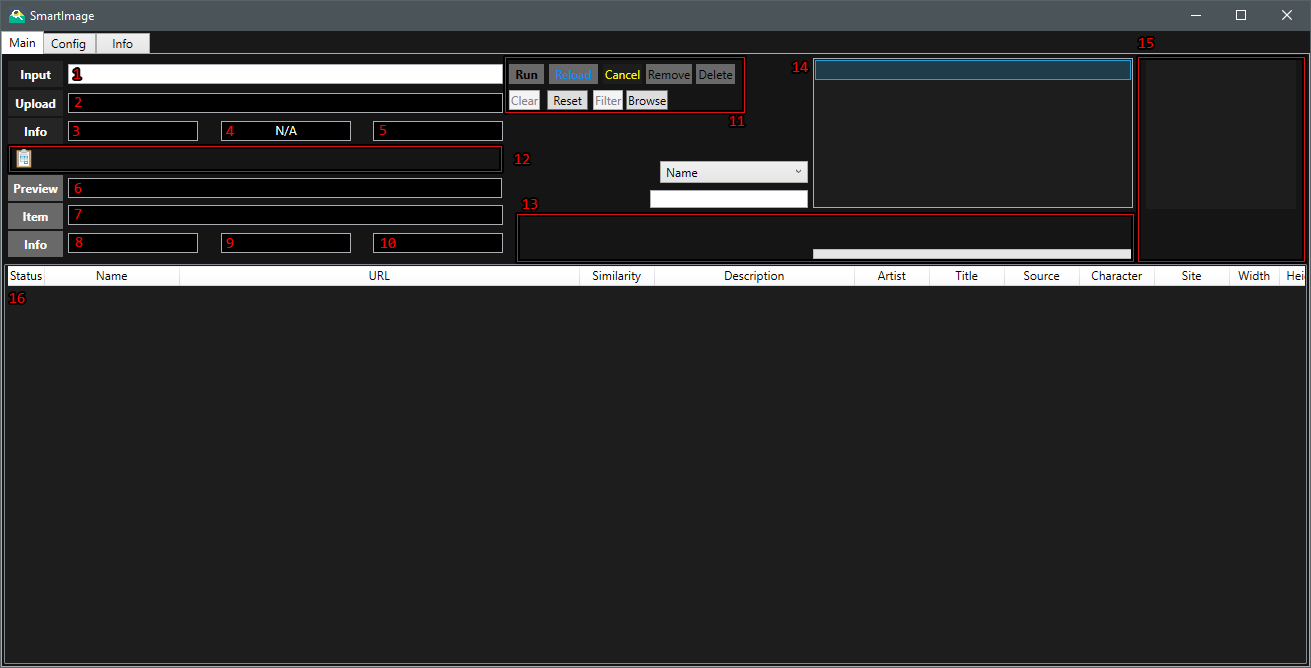 SmartImage
Main Config Info 15
Input 1 Run Reload Cancel Remove Delete 14
Upload 2 Clear Reset Filter Browse
11
Info 3 4 N/A 5
12
Name
Preview 6
13
Item 7
Info 8 9 10
Status Name URL Similarity Description Artist Title Source Character Site Width Hei
16